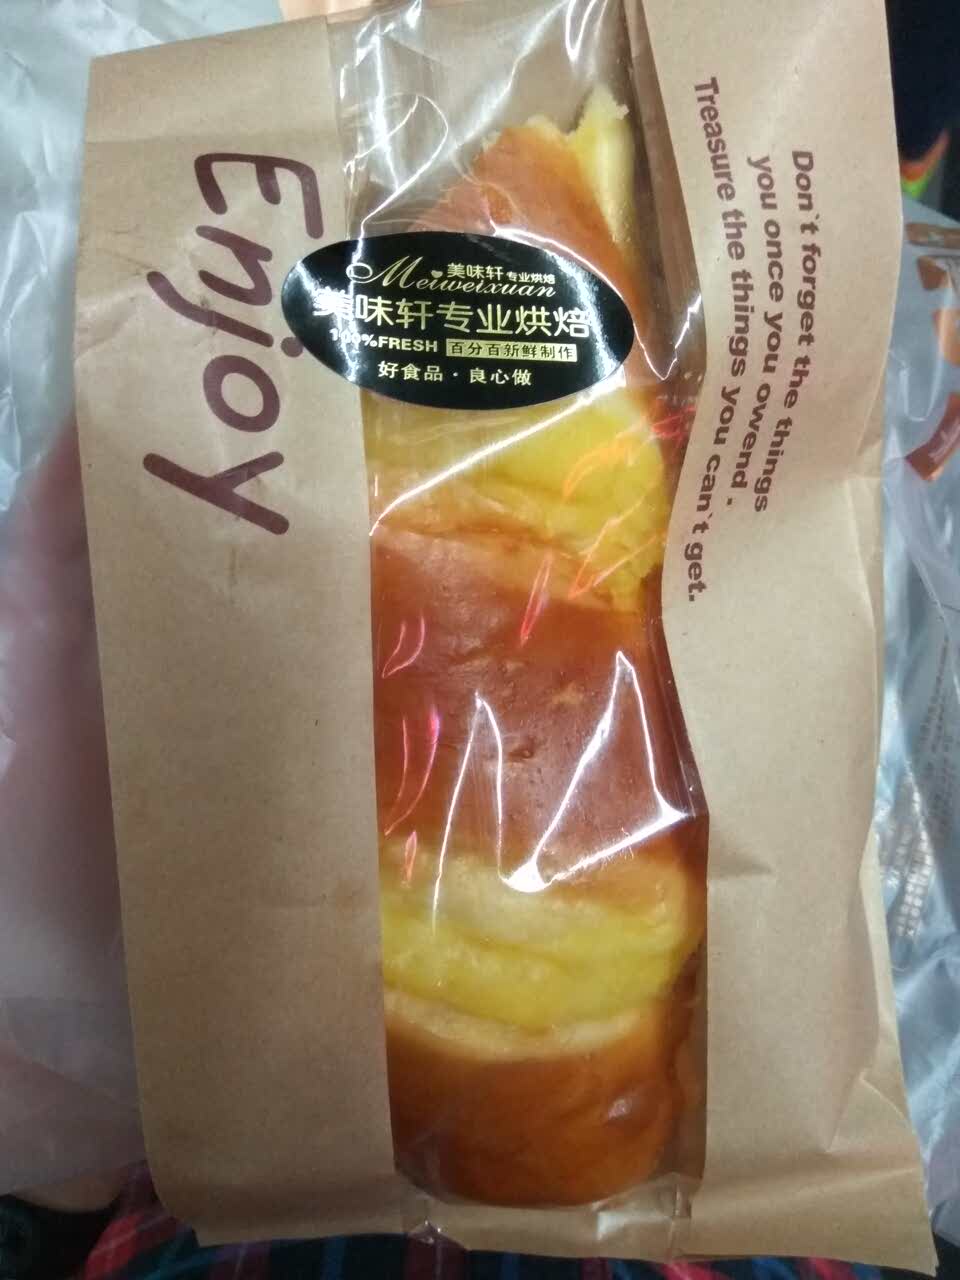 Enjoy
美味轩 专业烘焙
Meiweixuan
美味轩专业烘焙
100%FRESH 百分百新鲜制作
好食品·良心做
Don`t forget the things
you once you owend .
Treasure the things you can`t get.